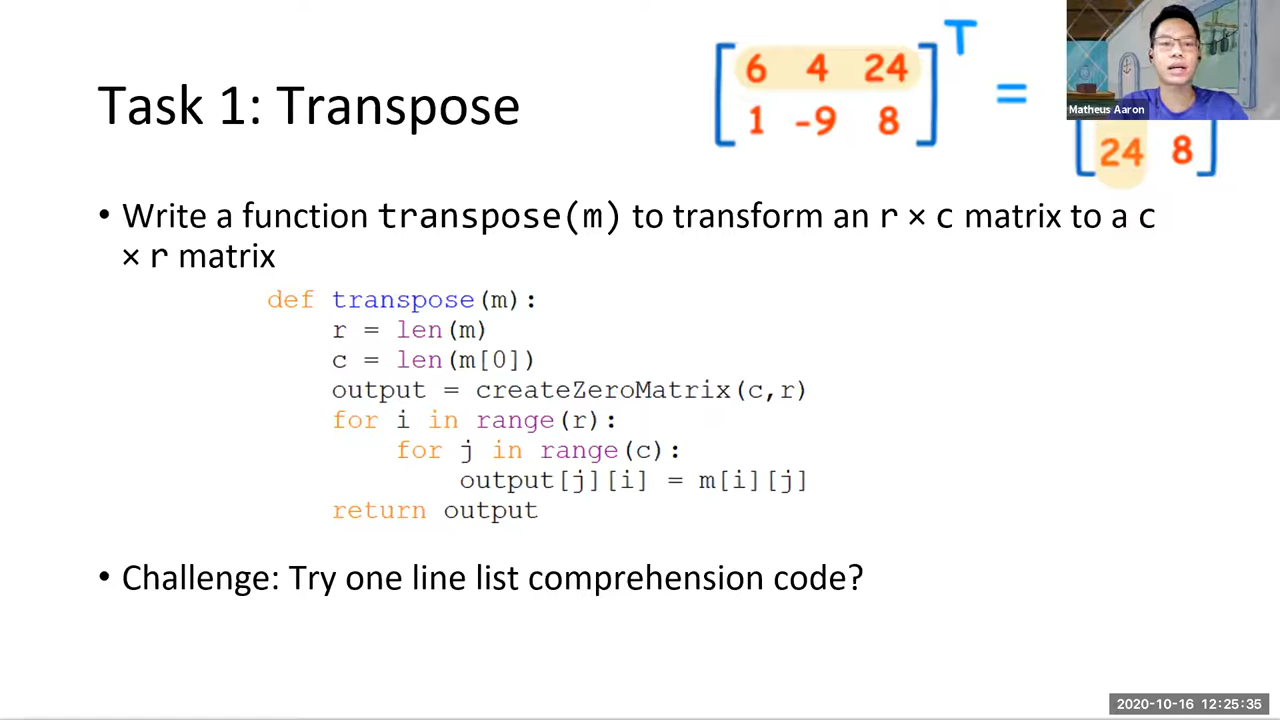 Task 1: Transpose
6 4 24
1 -9 8
T
=
24 8
Matheus Aaron
• Write a function transpose(m) to transform an r × c matrix to a c
× r matrix
def transpose(m):
r = len(m)
c = len(m[0])
output = createZeroMatrix(c,r)
for i in range(r):
for j in range(c):
output[j][i] = m[i][j]
return output
• Challenge: Try one line list comprehension code?
2020-10-16 12:25:35